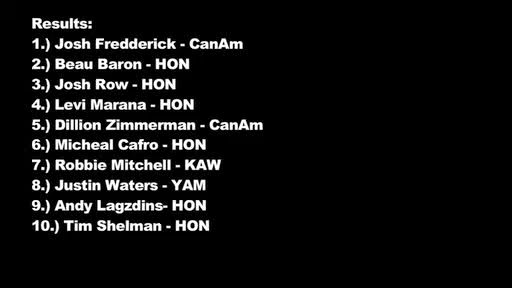 Results:
1.) Josh Fredderick - CanAm
2.) Beau Baron - HON
3.) Josh Row - HON
4.) Levi Marana - HON
5.) Dillion Zimmerman - CanAm
6.) Micheal Cafro - HON
7.) Robbie Mitchell - KAW
8.) Justin Waters - YAM
9.) Andy Lagzdins- HON
10.) Tim Shelman - HON